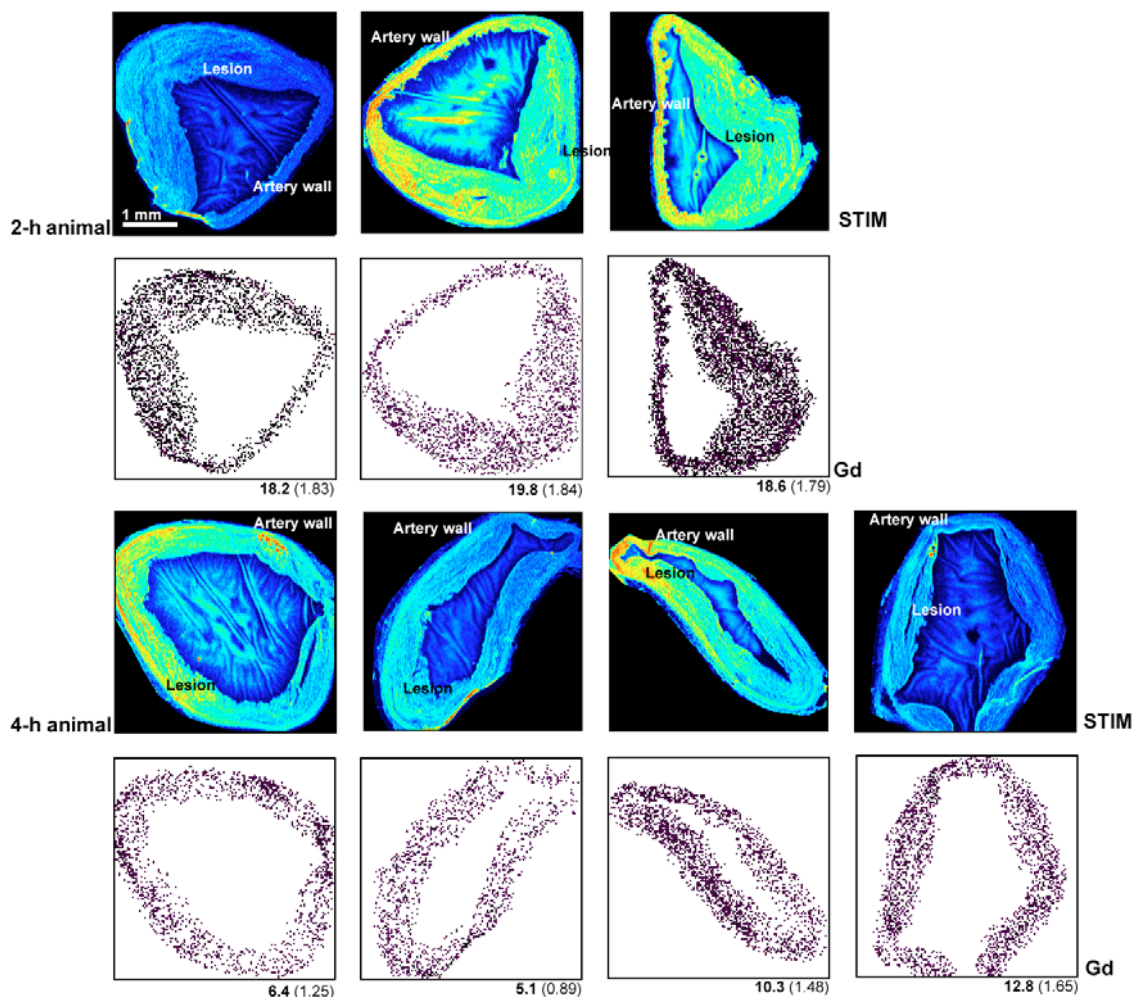 Lesion
Artery wall
1 mm
Artery wall
Lesion
Artery wall
Lesion
2-h animal
STIM
Gd
18.2 (1.83)
19.8 (1.84)
18.6 (1.79)
Artery wall
Lesion
Artery wall
Lesion
Artery wall
Lesion
Artery wall
Lesion
4-h animal
STIM
Gd
6.4 (1.25)
5.1 (0.89)
10.3 (1.48)
12.8 (1.65)